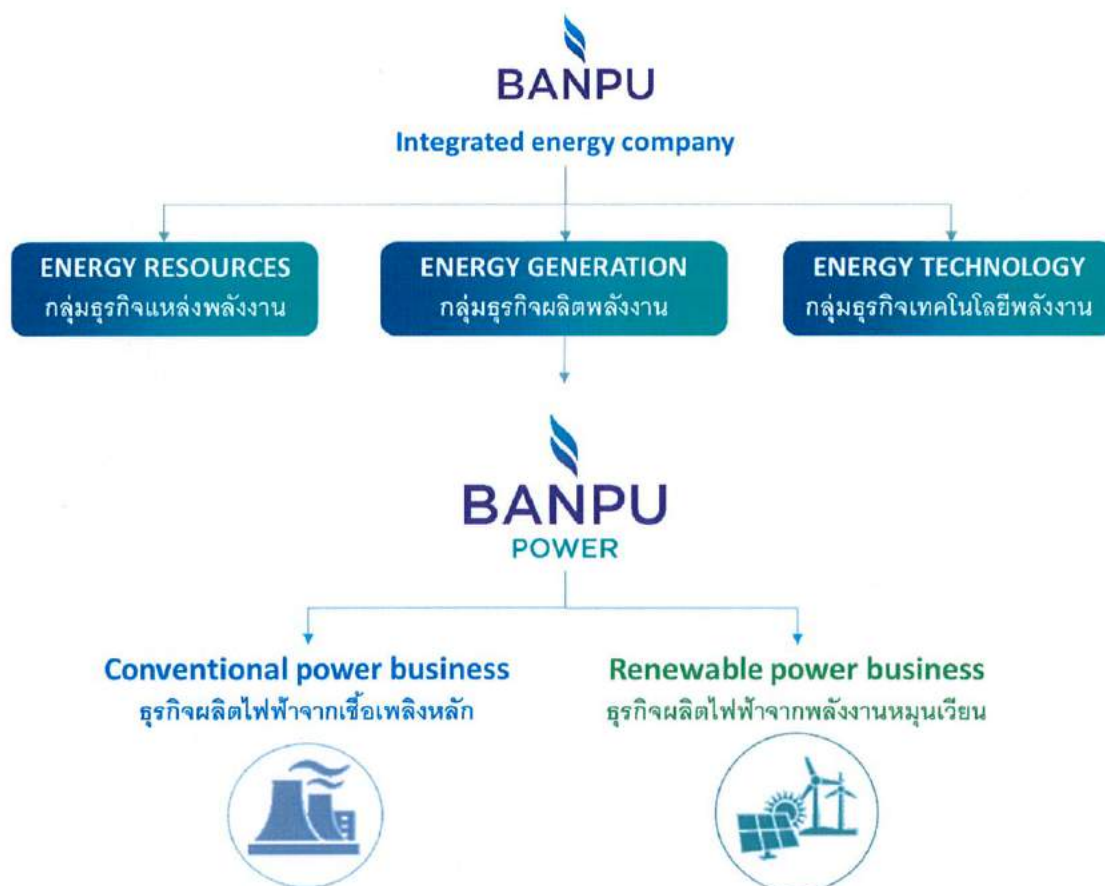 BANPU
Integrated energy company
ENERGY RESOURCES
กลุ่มธุรกิจแหล่งพลังงาน
ENERGY GENERATION
กลุ่มธุรกิจผลิตพลังงาน
ENERGY TECHNOLOGY
กลุ่มธุรกิจเทคโนโลยีพลังงาน
BANPU
POWER
Conventional power business
ธุรกิจผลิตไฟฟ้าจากเชื้อเพลิงหลัก
Renewable power business
ธุรกิจผลิตไฟฟ้าจากพลังงานหมุนเวียน